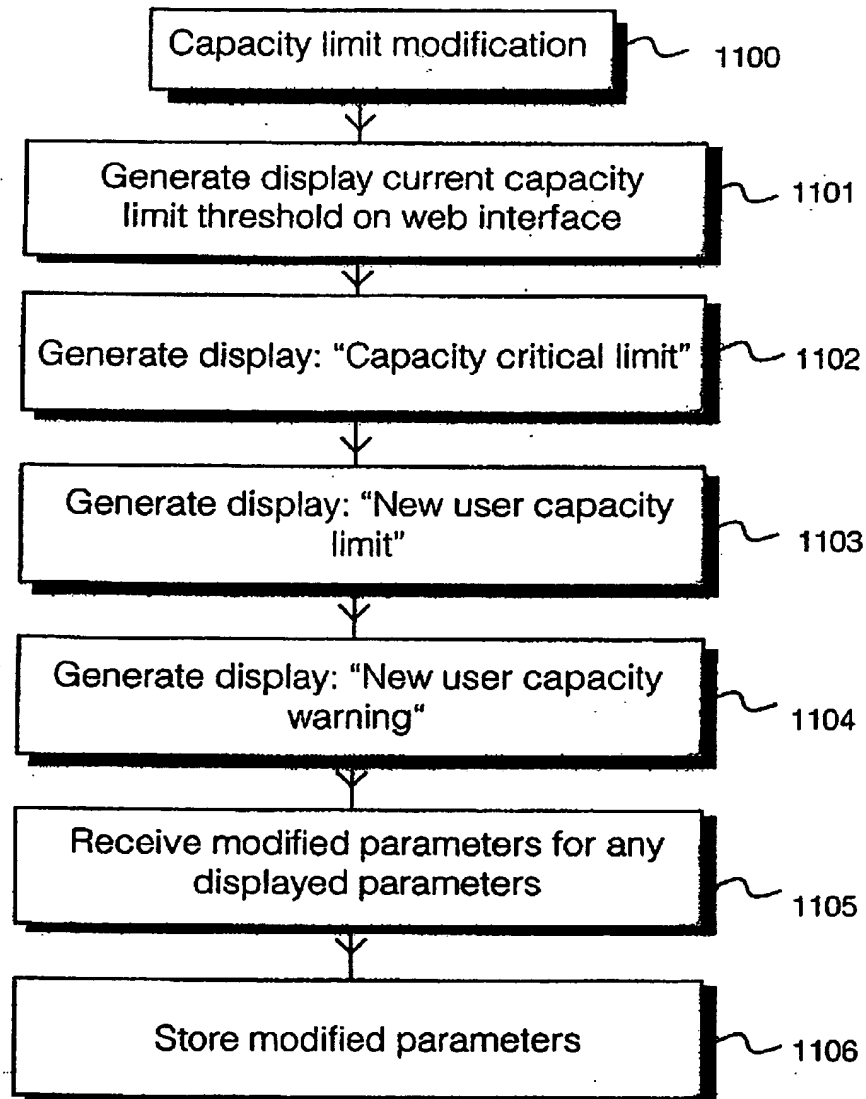 Capacity limit modification
1100
Generate display current capacity
limit threshold on web interface
1101
Generate display: “Capacity critical limit”
1102
Generate display: “New user capacity
limit”
1103
Generate display: “New user capacity
warning“
1104
Receive modified parameters for any
displayed parameters
1105
Store modified parameters
1106